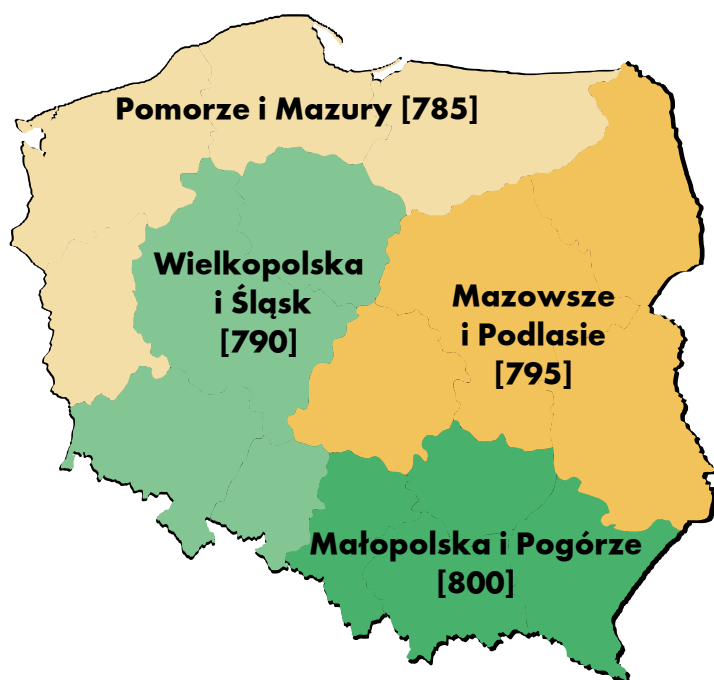 Pomorze i Mazury [785]
Wielkopolska
i Śląsk
[790]
Mazowsze
i Podlasie
[795]
Małopolska i Pogórze
[800]